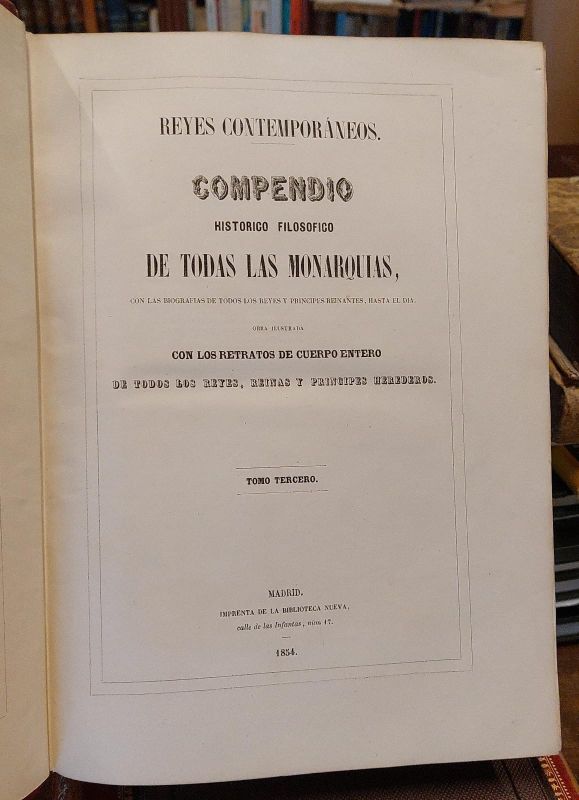 REYES CONTEMPORÁNEOS.
COMPENDIO
HISTORICO FILOSOFICO
DE TODAS LAS MONARQUIAS,
CON LAS BIOGRAFIAS DE TODOS LOS REYES Y PRINCIPES REINANTES, HASTA EL DIA.
OBRA ILUSTRADA
CON LOS RETRATOS DE CUERPO ENTERO
DE TODOS LOS REYES, REINAS Y PRINCIPES HEREDEROS.
TOMO TERCERO.
MADRID.
IMPRENTA DE LA BIBLIOTECA NUEVA,
calle de las Infantas, núm 17.
1854.